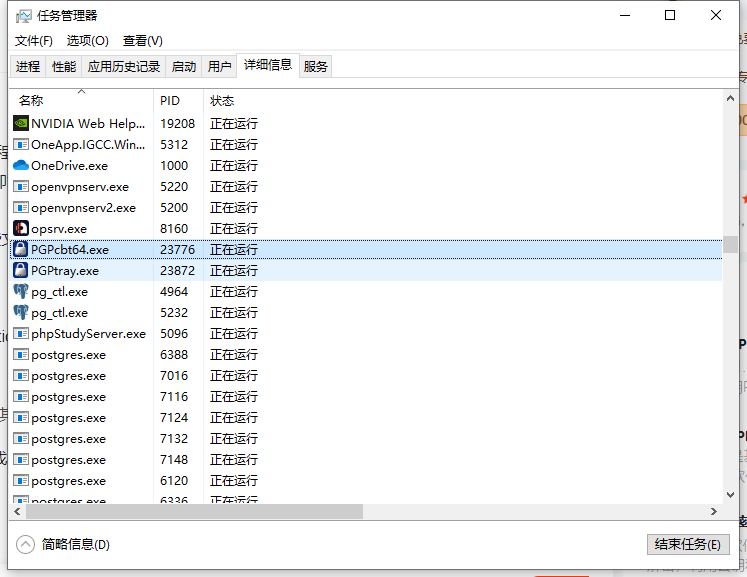 任务管理器
文件(F) 选项(O) 查看(V)
进程 性能 应用历史记录 启动 用户 详细信息 服务
名称 PID 状态
NVIDIA Web Help... 19208 正在运行
OneApp.IGCC.Win... 5312 正在运行
OneDrive.exe 1000 正在运行
openvpnserv.exe 5220 正在运行
openvpnserv2.exe 5200 正在运行
opsrv.exe 8160 正在运行
PGPcbt64.exe 23776 正在运行
PGPtray.exe 23872 正在运行
pg_ctl.exe 4964 正在运行
pg_ctl.exe 5232 正在运行
phpStudyServer.exe 5096 正在运行
postgres.exe 6388 正在运行
postgres.exe 7016 正在运行
postgres.exe 7116 正在运行
postgres.exe 7124 正在运行
postgres.exe 7132 正在运行
postgres.exe 7148 正在运行
postgres.exe 6120 正在运行
postgres.exe 6336 正在运行
简略信息(D) 结束任务(E)